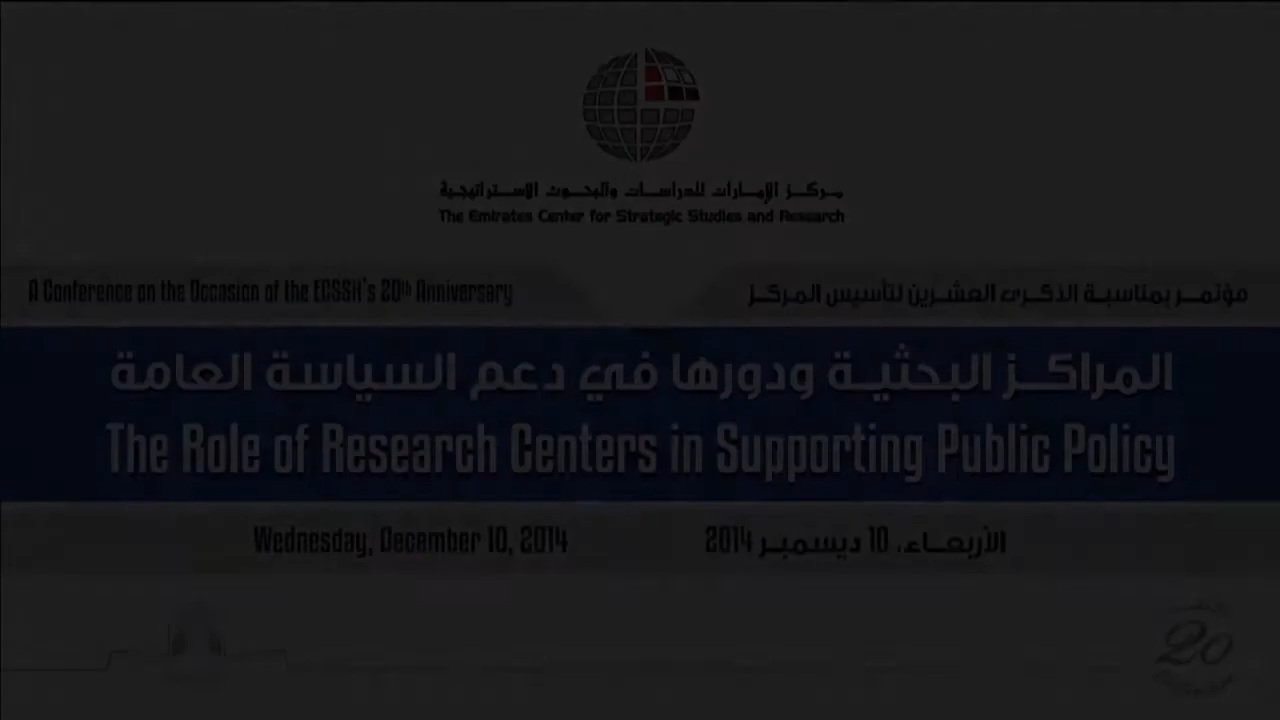 مركز الإمارات للدراسات والبحوث الاستراتيجية
The Emirates Center for Strategic Studies and Research
A Conference on the Occasion of the ECSSR's 20th Anniversary
مؤتمر بمناسبة الذكرى العشرين لتأسيس المركز
المراكز البحثية ودورها في دعم السياسة العامة
The Role of Research Centers in Supporting Public Policy
Wednesday, December 10, 2014
الأربعاء، 10 ديسمبر 2014
20